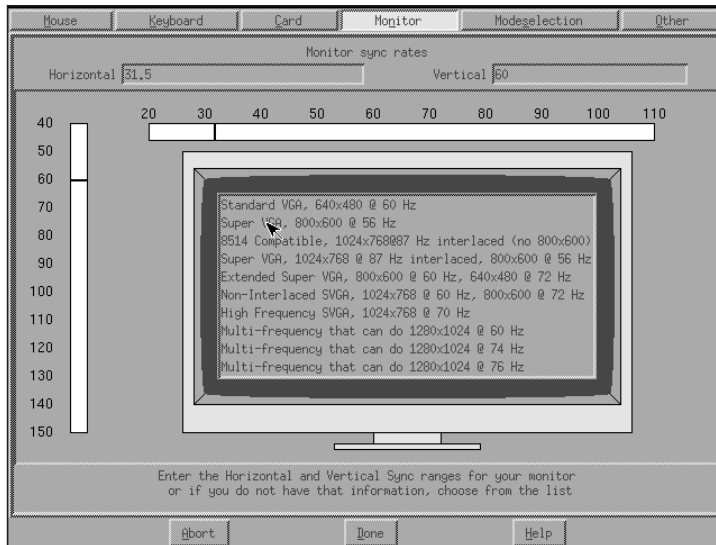 Mouse Keyboard Card Monitor Modeselection Other
Monitor sync rates
Horizontal 31.5 Vertical 60
20 30 40 50 60 70 80 90 100 110
40
50
60
70
80
90
100
110
120
130
140
150
Standard VGA, 640x480 @ 60 Hz
Super VGA, 800x600 @ 56 Hz
8514 Compatible, 1024x768@87 Hz interlaced (no 800x600)
Super VGA, 1024x768 @ 87 Hz interlaced, 800x600 @ 56 Hz
Extended Super VGA, 800x600 @ 60 Hz, 640x480 @ 72 Hz
Non-Interlaced SVGA, 1024x768 @ 60 Hz, 800x600 @ 72 Hz
High Frequency SVGA, 1024x768 @ 70 Hz
Multi-frequency that can do 1280x1024 @ 60 Hz
Multi-frequency that can do 1280x1024 @ 74 Hz
Multi-frequency that can do 1280x1024 @ 76 Hz
Enter the Horizontal and Vertical Sync ranges for your monitor
or if you do not have that information, choose from the list
Abort Done Help